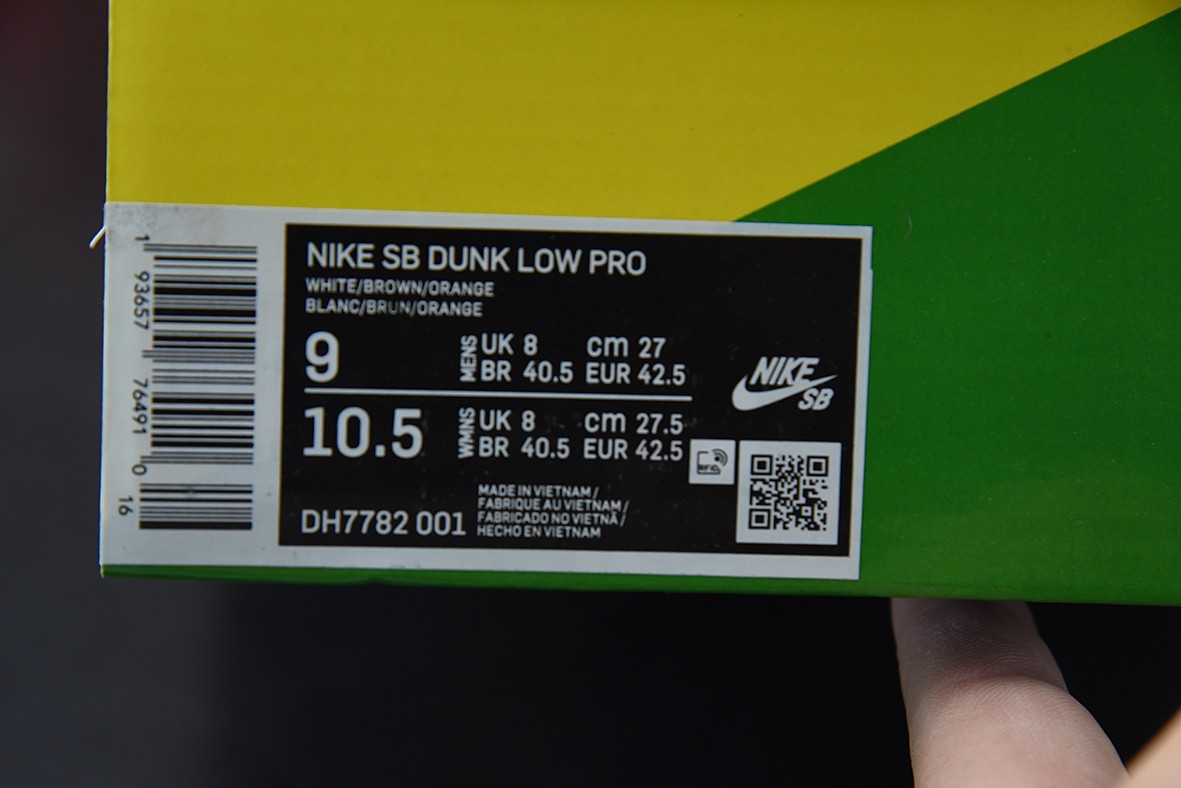 1 93657 76491 0 16
NIKE SB DUNK LOW PRO
WHITE/BROWN/ORANGE
BLANC/BRUN/ORANGE
9 MENS UK 8 cm 27
BR 40.5 EUR 42.5
10.5 WMNS UK 8 cm 27.5
BR 40.5 EUR 42.5
NIKE
SB
RFID
DH7782 001
MADE IN VIETNAM /
FABRIQUE AU VIETNAM /
FABRICADO NO VIETNÃ /
HECHO EN VIETNAM